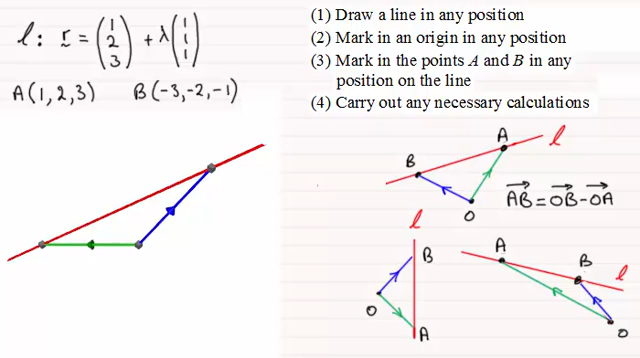 l: r = (1 2 3) + λ(1 1 1)
A(1,2,3) B(-3,-2,-1)
(1) Draw a line in any position
(2) Mark in an origin in any position
(3) Mark in the points A and B in any
position on the line
(4) Carry out any necessary calculations
A l
B
O
AB = OB - OA
l
B
O
A
A
B
l
O